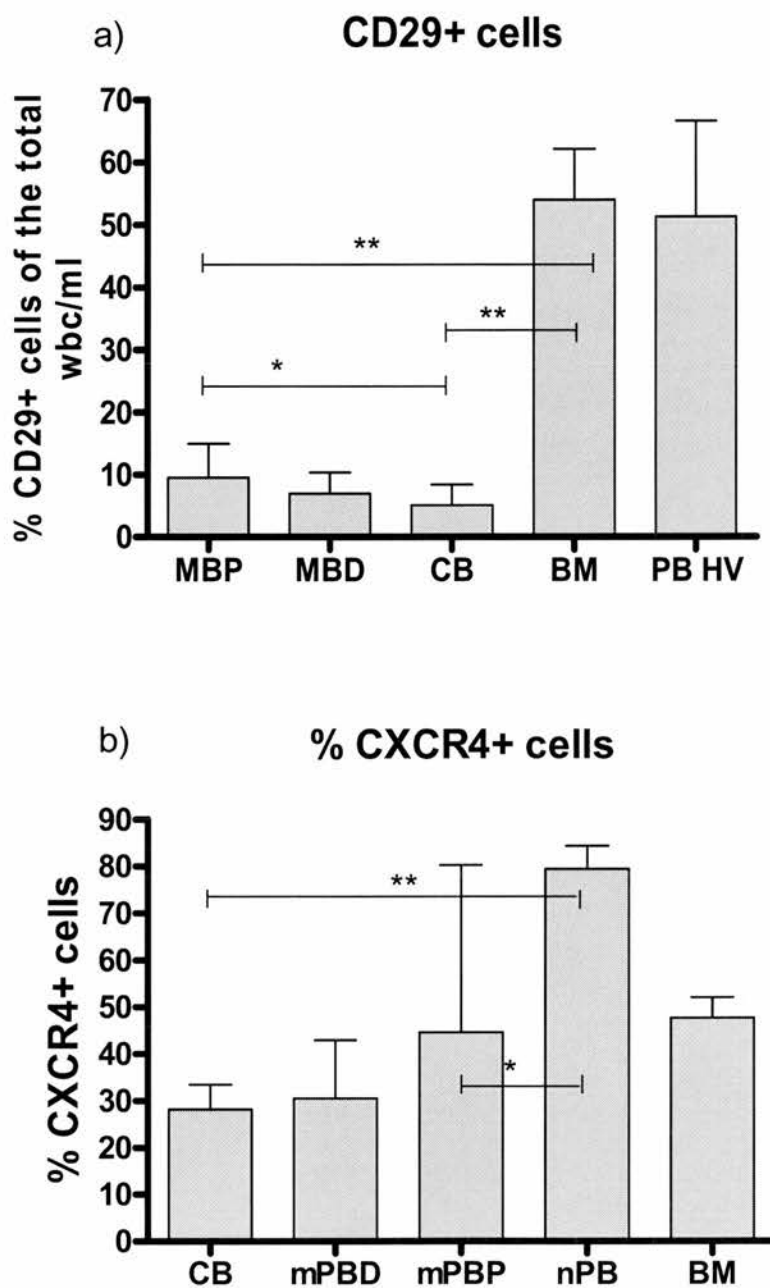 a)
CD29+ cells
% CD29+ cells of the total
wbc/ml
70
60
50
40
30
20
10
0
**
**
*
MBP MBD CB BM PB HV
b)
% CXCR4+ cells
% CXCR4+ cells
90
80
70
60
50
40
30
20
10
0
**
*
CB mPBD mPBP nPB BM